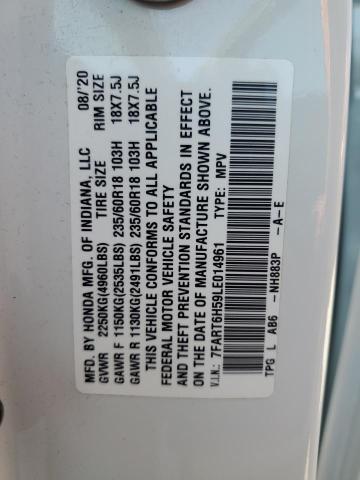 MFD. BY HONDA MFG. OF INDIANA, LLC 08/'20
GVWR 2250KG(4960LBS) TIRE SIZE RIM SIZE
GAWR F 1150KG(2535LBS) 235/60R18 103H 18X7.5J
GAWR R 1130KG(2491LBS) 235/60R18 103H 18X7.5J
THIS VEHICLE CONFORMS TO ALL APPLICABLE
FEDERAL MOTOR VEHICLE SAFETY
AND THEFT PREVENTION STANDARDS IN EFFECT
ON THE DATE OF MANUFACTURE SHOWN ABOVE.
V.I.N.: 7FART6H59LE014961 TYPE: MPV
TPG L AB6 -NH883P -A-E